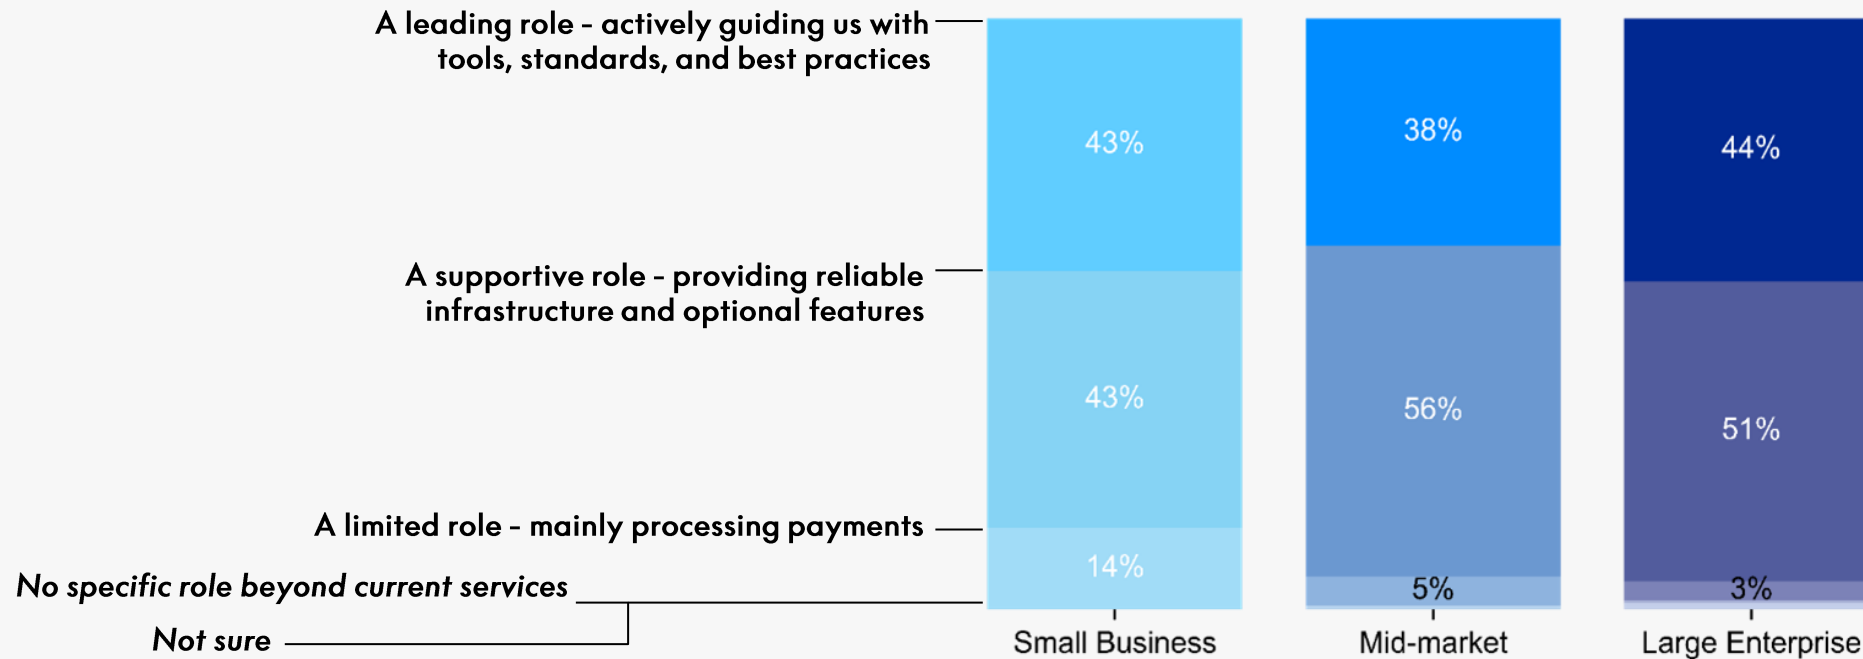 A leading role - actively guiding us with
tools, standards, and best practices
43%
38%
44%
A supportive role - providing reliable
infrastructure and optional features
43%
56%
51%
A limited role - mainly processing payments
14%
5%
3%
No specific role beyond current services
Not sure
Small Business
Mid-market
Large Enterprise